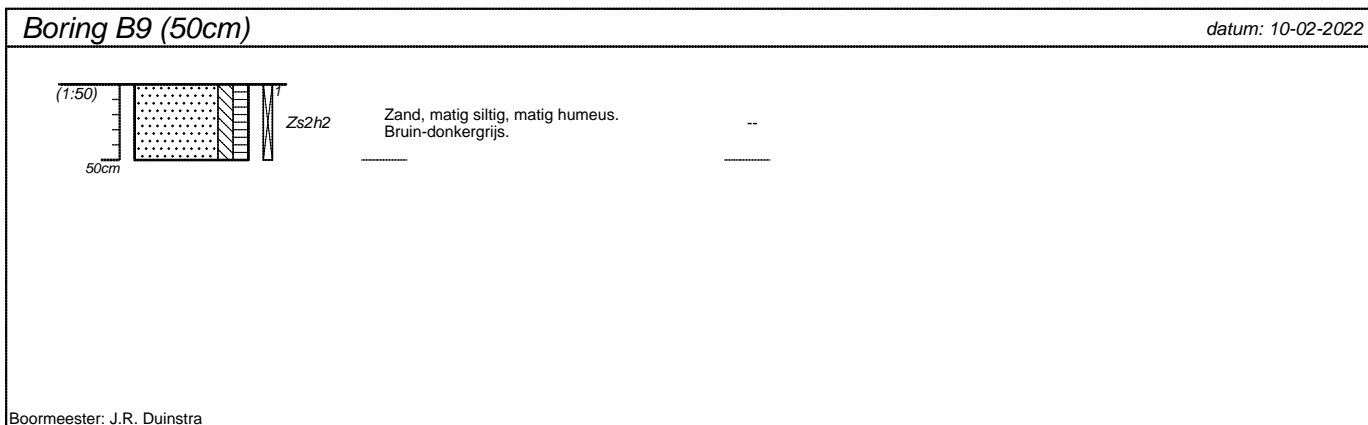 Boring B9 (50cm)
datum: 10-02-2022
(1:50)
1
Zs2h2
Zand, matig siltig, matig humeus.
Bruin-donkergrijs.
--
50cm
Boormeester: J.R. Duinstra